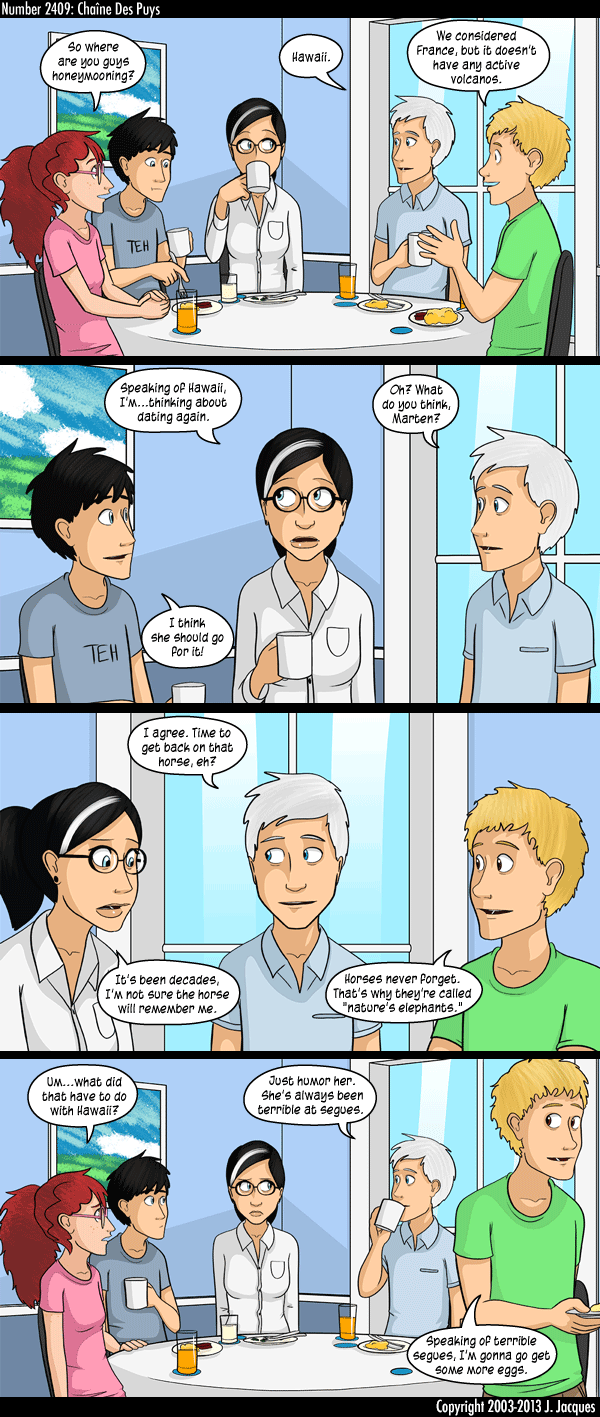 Number 2409: Chaîne Des Puys
So where
are you guys
honeymooning?
Hawaii.
We considered
France, but it doesn't
have any active
volcanos.
TEH
Speaking of Hawaii,
I'm...thinking about
dating again.
Oh? What
do you think,
Marten?
I think
she should go
for it!
TEH
I agree. Time to
get back on that
horse, eh?
It's been decades,
I'm not sure the horse
will remember me.
Horses never forget.
That's why they're called
"nature's elephants."
Um...what did
that have to do
with Hawaii?
Just humor her.
She's always been
terrible at segues.
Speaking of terrible
segues, I'm gonna go get
some more eggs.
Copyright 2003-2013 J. Jacques